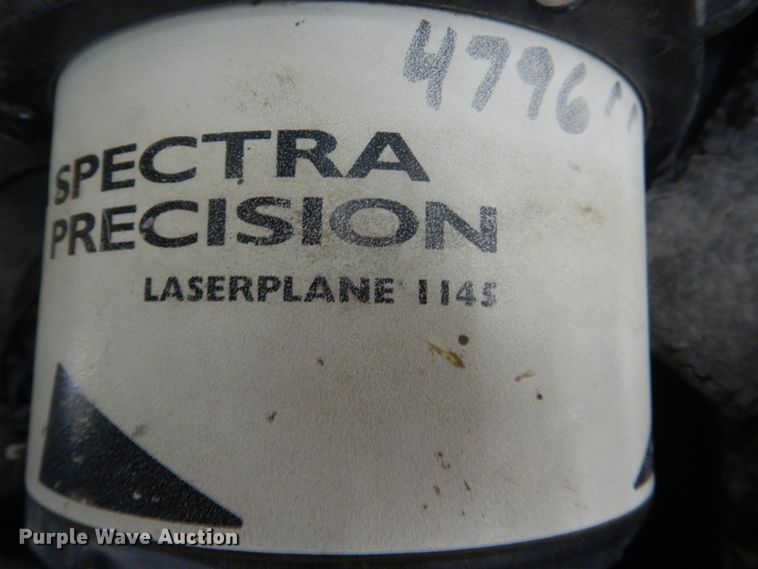 4796"
SPECTRA
PRECISION
LASERPLANE 1145
Purple Wave Auction